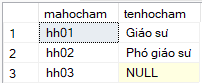 mahocham tenhocham
1 hh01 Giáo sư
2 hh02 Phó giáo sư
3 hh03 NULL